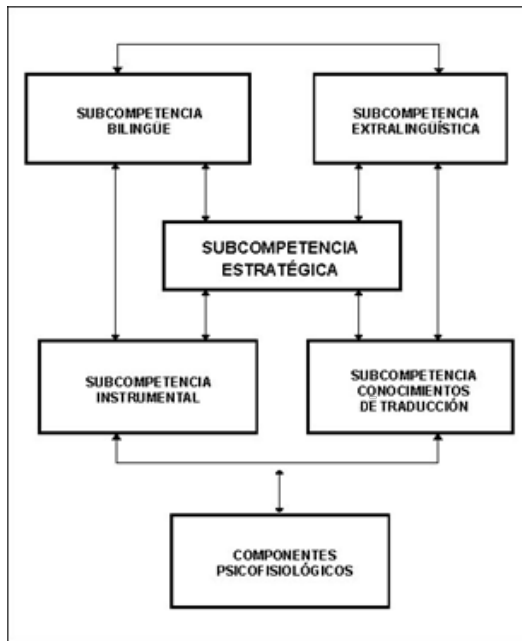 SUBCOMPETENCIA
BILINGÜE
SUBCOMPETENCIA
EXTRALINGÜÍSTICA
SUBCOMPETENCIA
ESTRATÉGICA
SUBCOMPETENCIA
INSTRUMENTAL
SUBCOMPETENCIA
CONOCIMIENTOS
DE TRADUCCIÓN
COMPONENTES
PSICOFISIOLÓGICOS